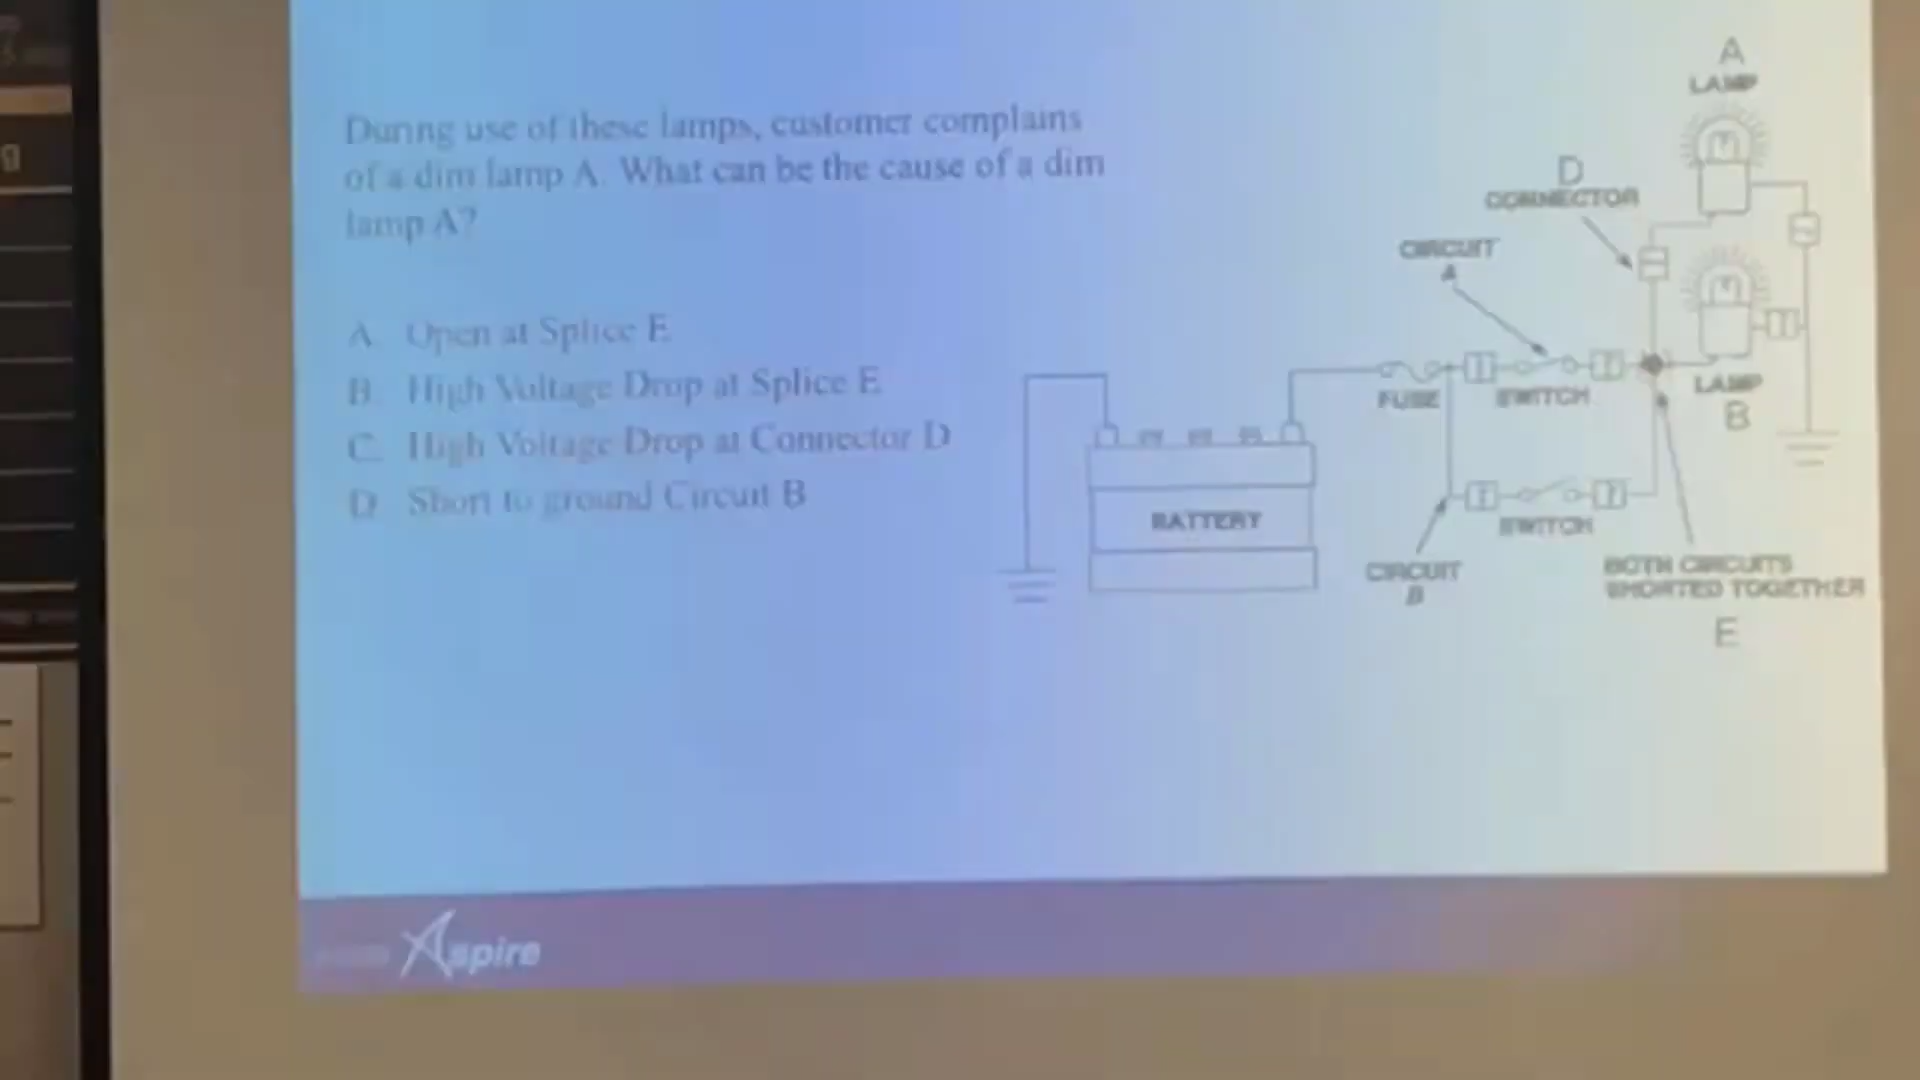 During use of these lamps, customer complains
of a dim lamp A. What can be the cause of a dim
lamp A?
A. Open at Splice E
B. High Voltage Drop at Splice E
C. High Voltage Drop at Connector D
D. Short to ground Circuit B
A
LAMP
D
CONNECTOR
CIRCUIT
A
FUSE
SWITCH
LAMP
B
BATTERY
SWITCH
CIRCUIT
B
BOTH CIRCUITS
SHORTED TOGETHER
E
Aspire
g